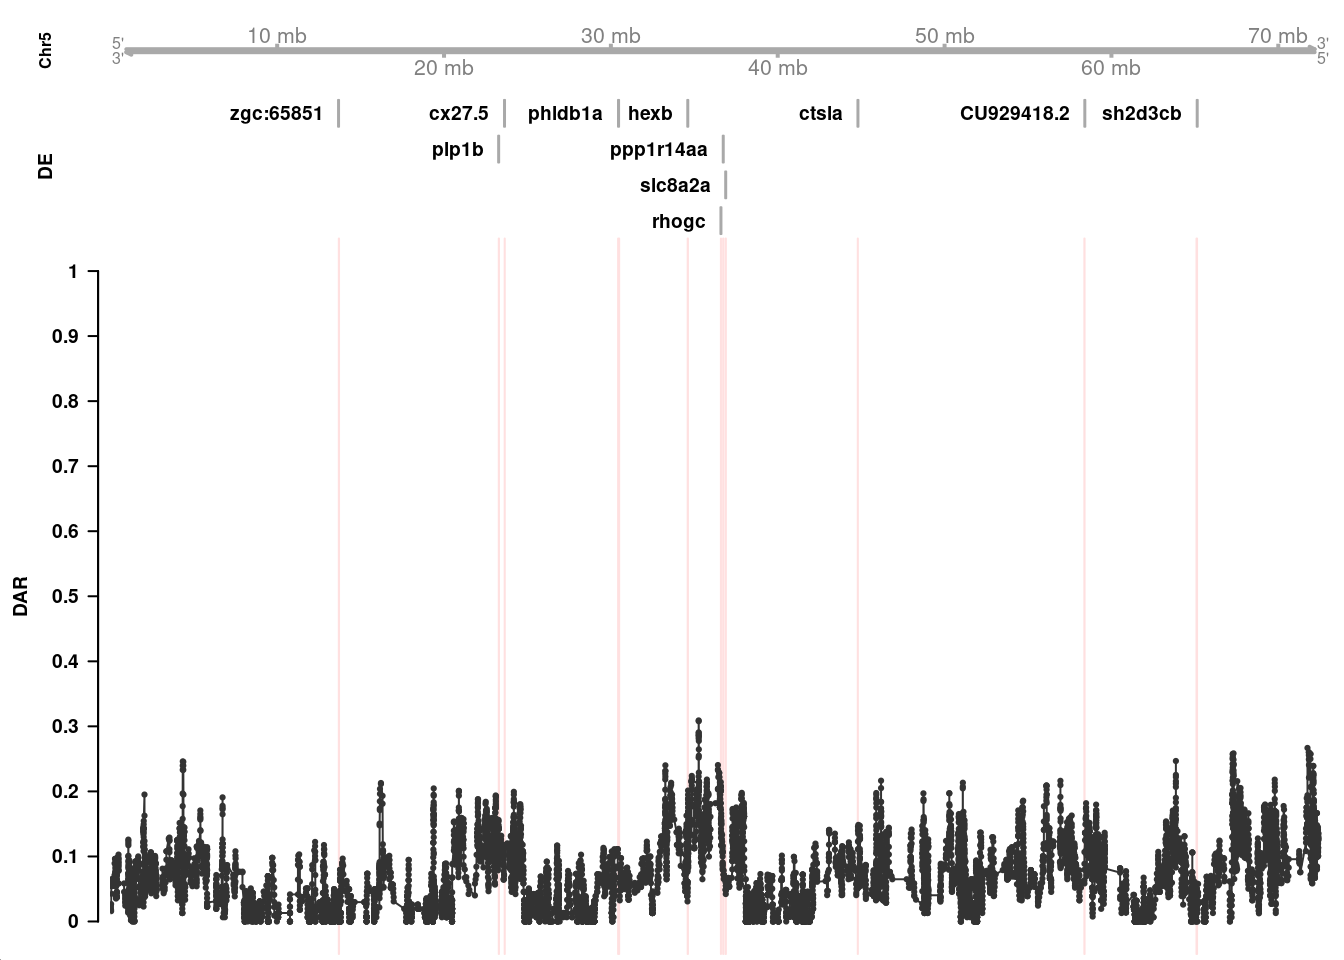 Chr5
5'
3'
10 mb
30 mb
50 mb
70 mb
3'
5'
20 mb
40 mb
60 mb
DE
zgc:65851
cx27.5
phldb1a
hexb
ctsla
CU929418.2
sh2d3cb
plp1b
ppp1r14aa
slc8a2a
rhogc
DAR
1
0.9
0.8
0.7
0.6
0.5
0.4
0.3
0.2
0.1
0